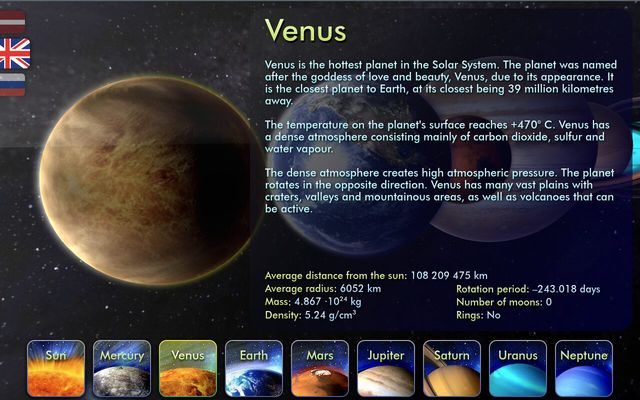 Venus
Venus is the hottest planet in the Solar System. The planet was named
after the goddess of love and beauty, Venus, due to its appearance. It
is the closest planet to Earth, at its closest being 39 million kilometres
away.
The temperature on the planet's surface reaches +470° C. Venus has
a dense atmosphere consisting mainly of carbon dioxide, sulfur and
water vapour.
The dense atmosphere creates high atmospheric pressure. The planet
rotates in the opposite direction. Venus has many vast plains with
craters, valleys and mountainous areas, as well as volcanoes that can
be active.
Average distance from the sun: 108 209 475 km
Average radius: 6052 km
Rotation period: –243.018 days
Mass: 4.867 ·10²⁴ kg
Number of moons: 0
Density: 5.24 g/cm³
Rings: No
Sun
Mercury
Venus
Earth
Mars
Jupiter
Saturn
Uranus
Neptune